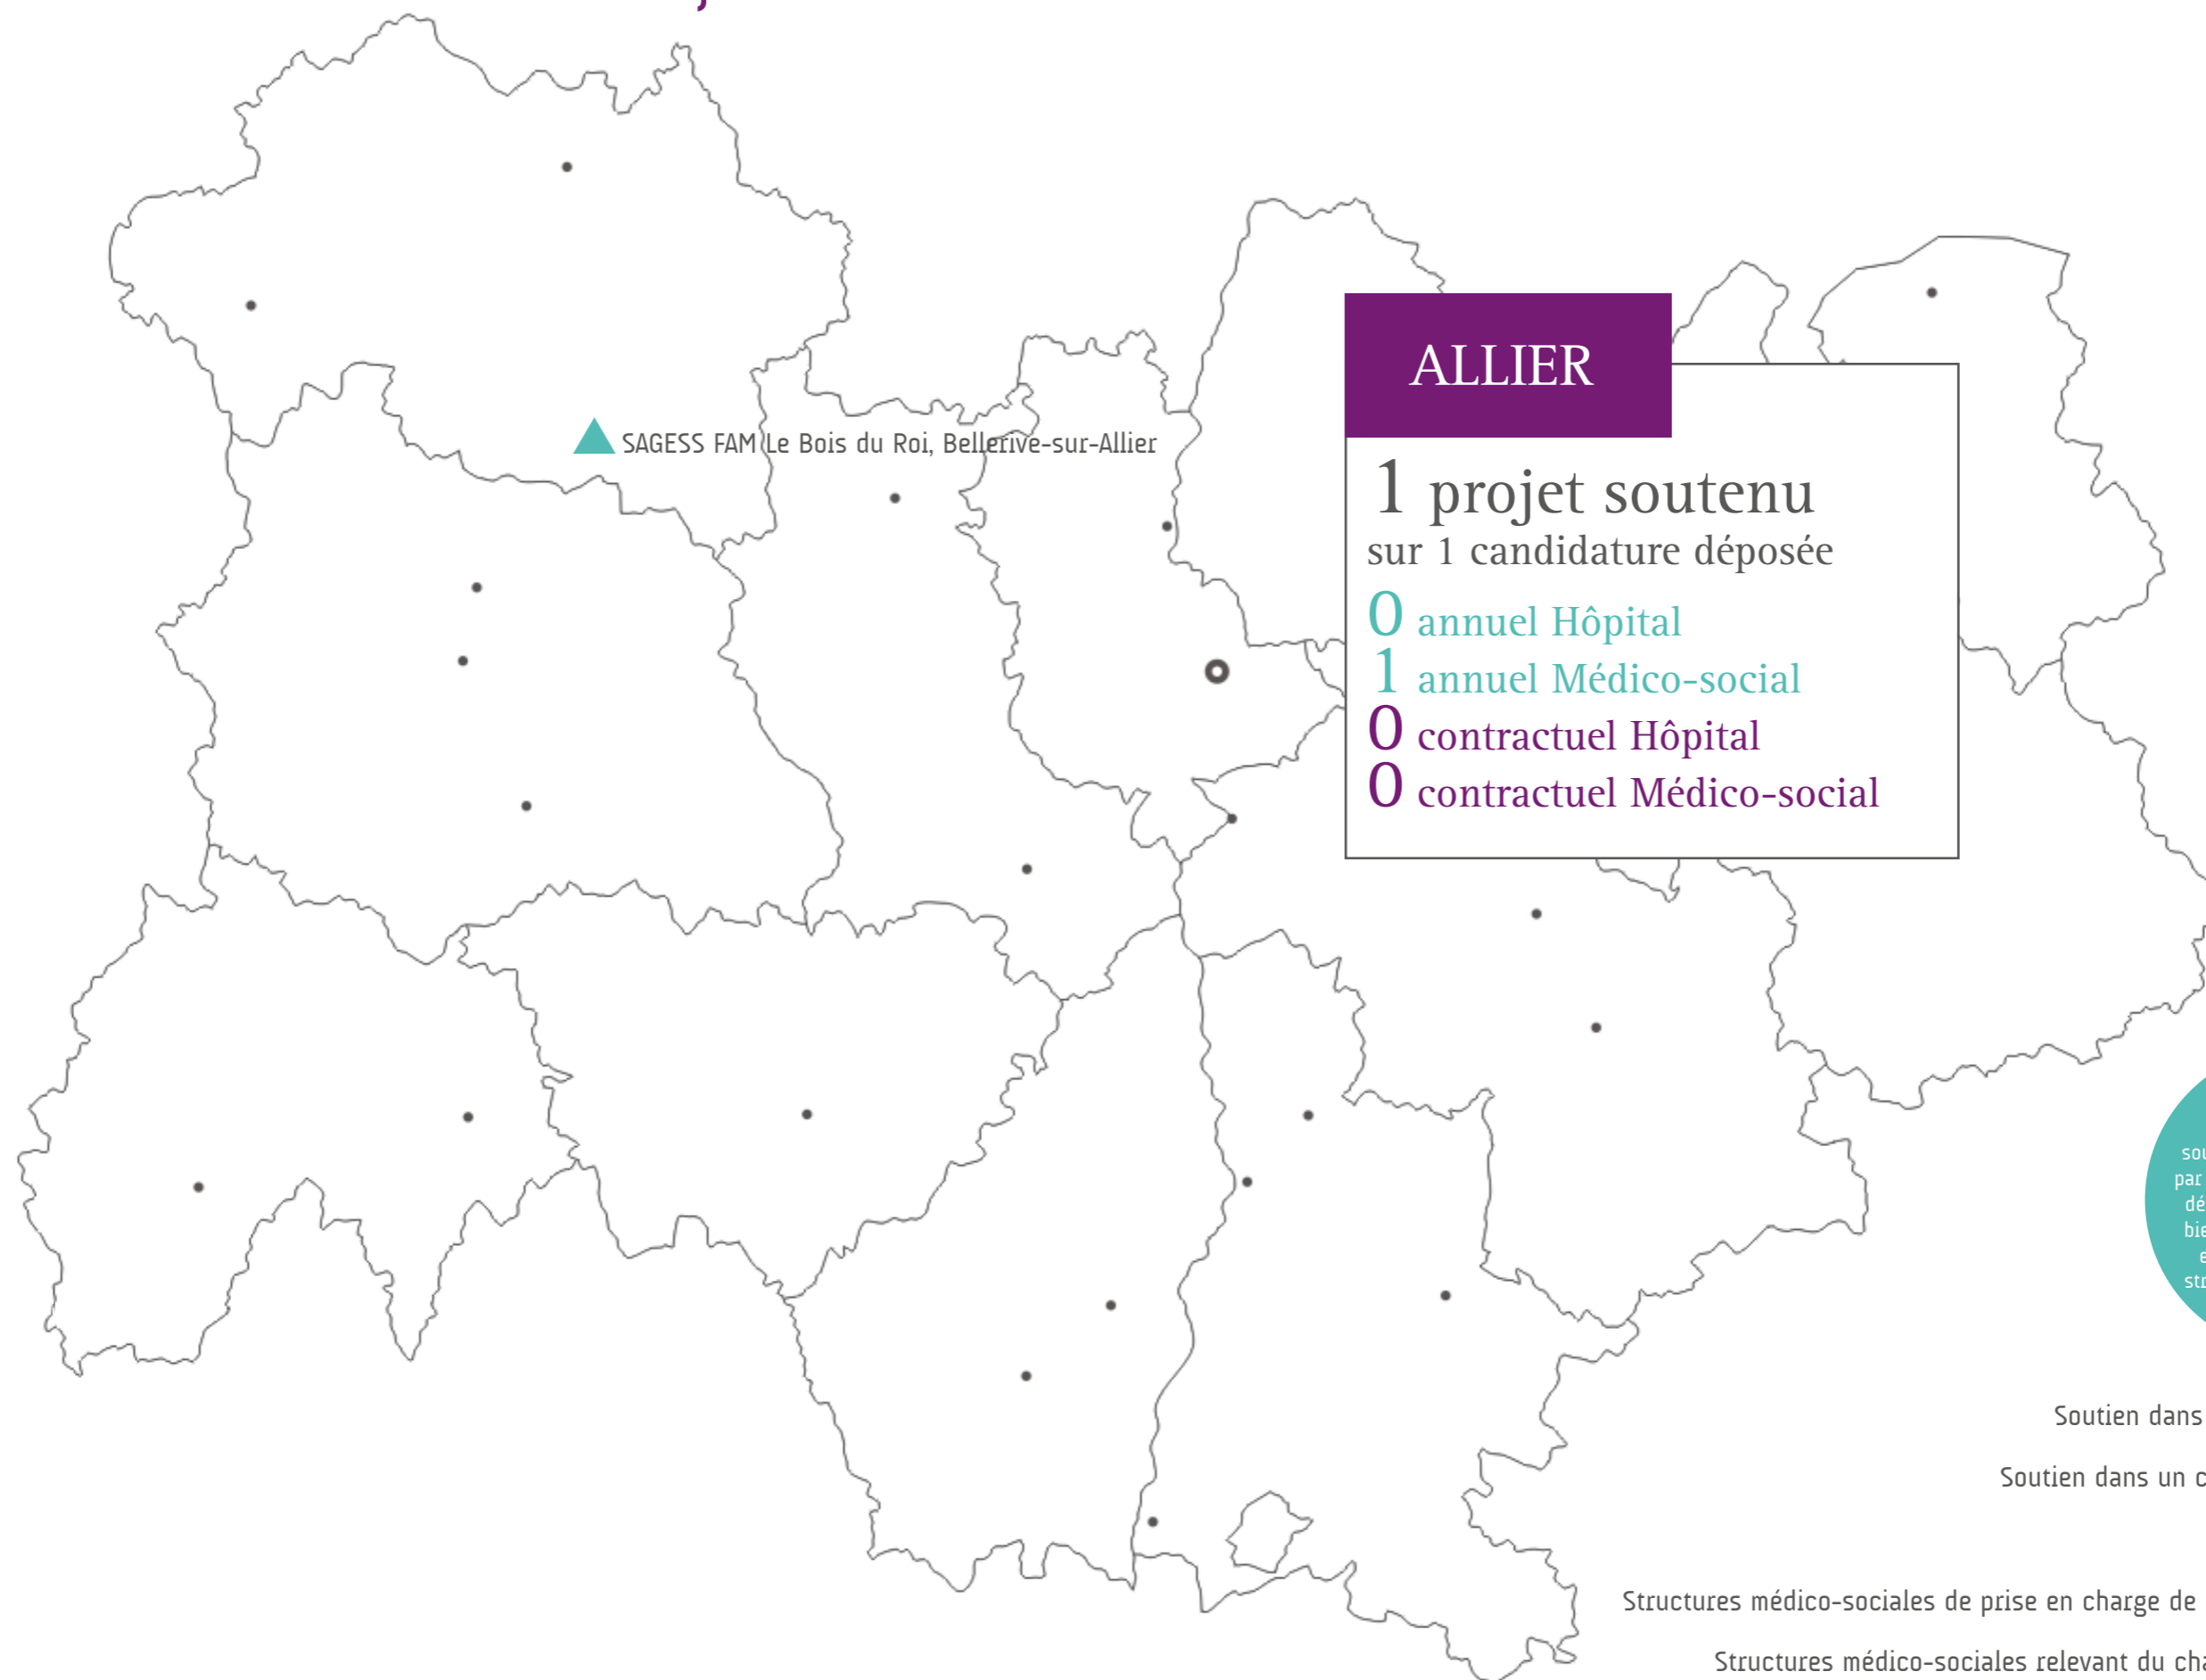 SAGESS FAM Le Bois du Roi, Bellerive-sur-Allier
ALLIER
1 projet soutenu
sur 1 candidature déposée
0 annuel Hôpital
1 annuel Médico-social
0 contractuel Hôpital
0 contractuel Médico-social
par
Soutien dans
Soutien dans un
Structures médico-sociales de prise en charge de
Structures médico-sociales relevant du